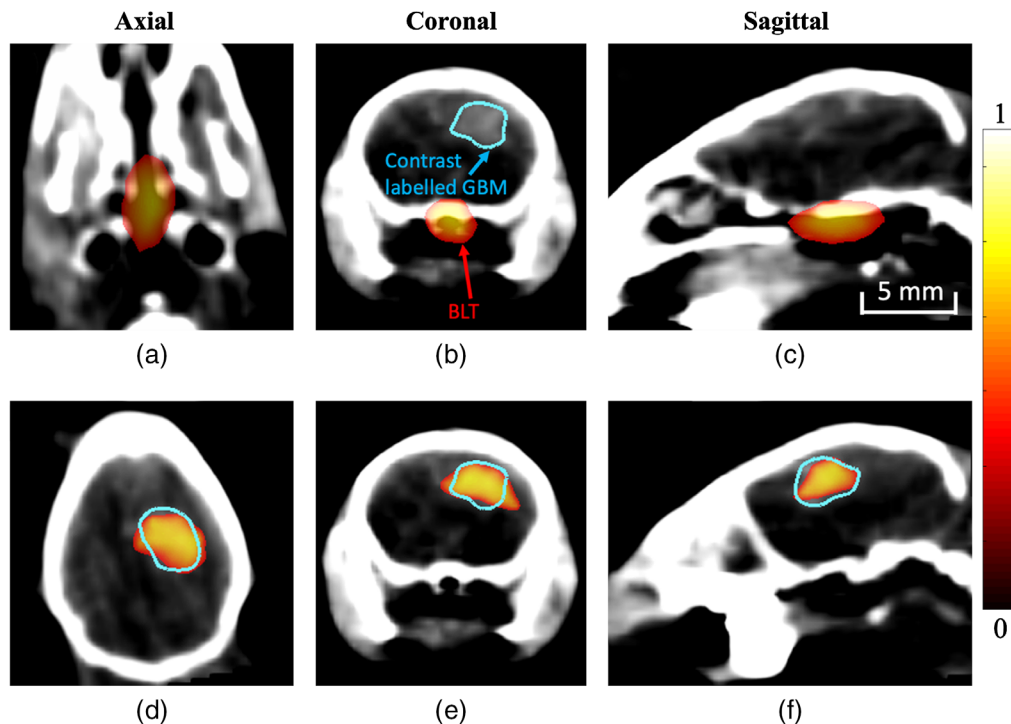 Axial
Coronal
Sagittal
1
Contrast
labelled GBM
BLT
5 mm
(a)
(b)
(c)
0
(d)
(e)
(f)